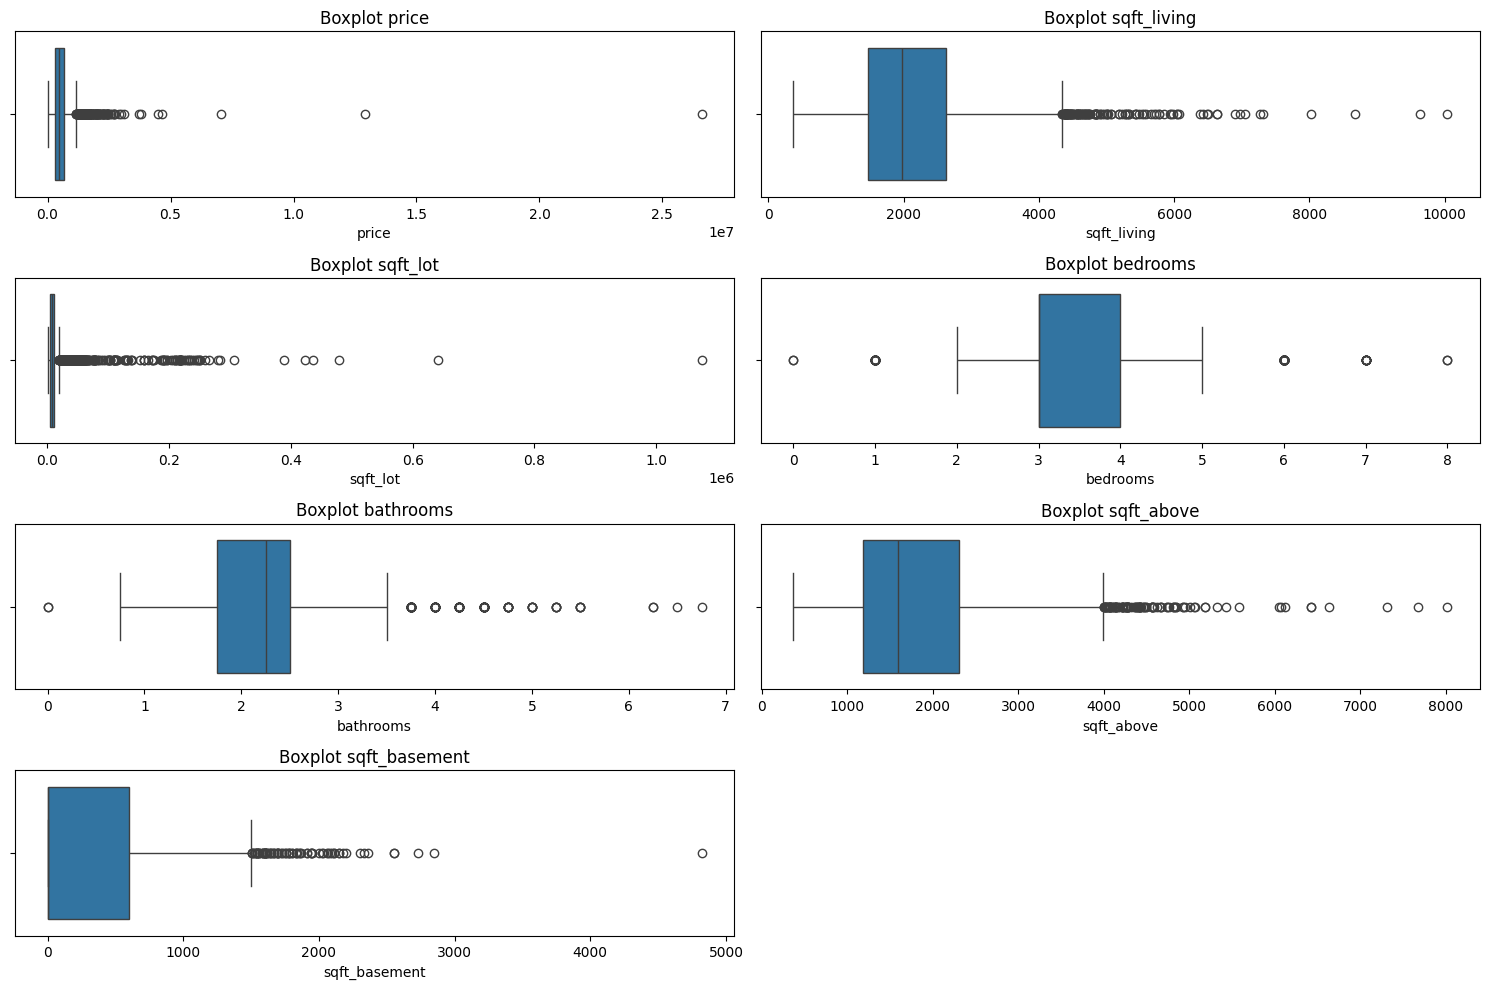 Boxplot price
0.0 0.5 1.0 1.5 2.0 2.5
1e7
price
Boxplot sqft_living
0 2000 4000 6000 8000 10000
sqft_living
Boxplot sqft_lot
0.0 0.2 0.4 0.6 0.8 1.0
1e6
sqft_lot
Boxplot bedrooms
0 1 2 3 4 5 6 7 8
bedrooms
Boxplot bathrooms
0 1 2 3 4 5 6 7
bathrooms
Boxplot sqft_above
0 1000 2000 3000 4000 5000 6000 7000 8000
sqft_above
Boxplot sqft_basement
0 1000 2000 3000 4000 5000
sqft_basement